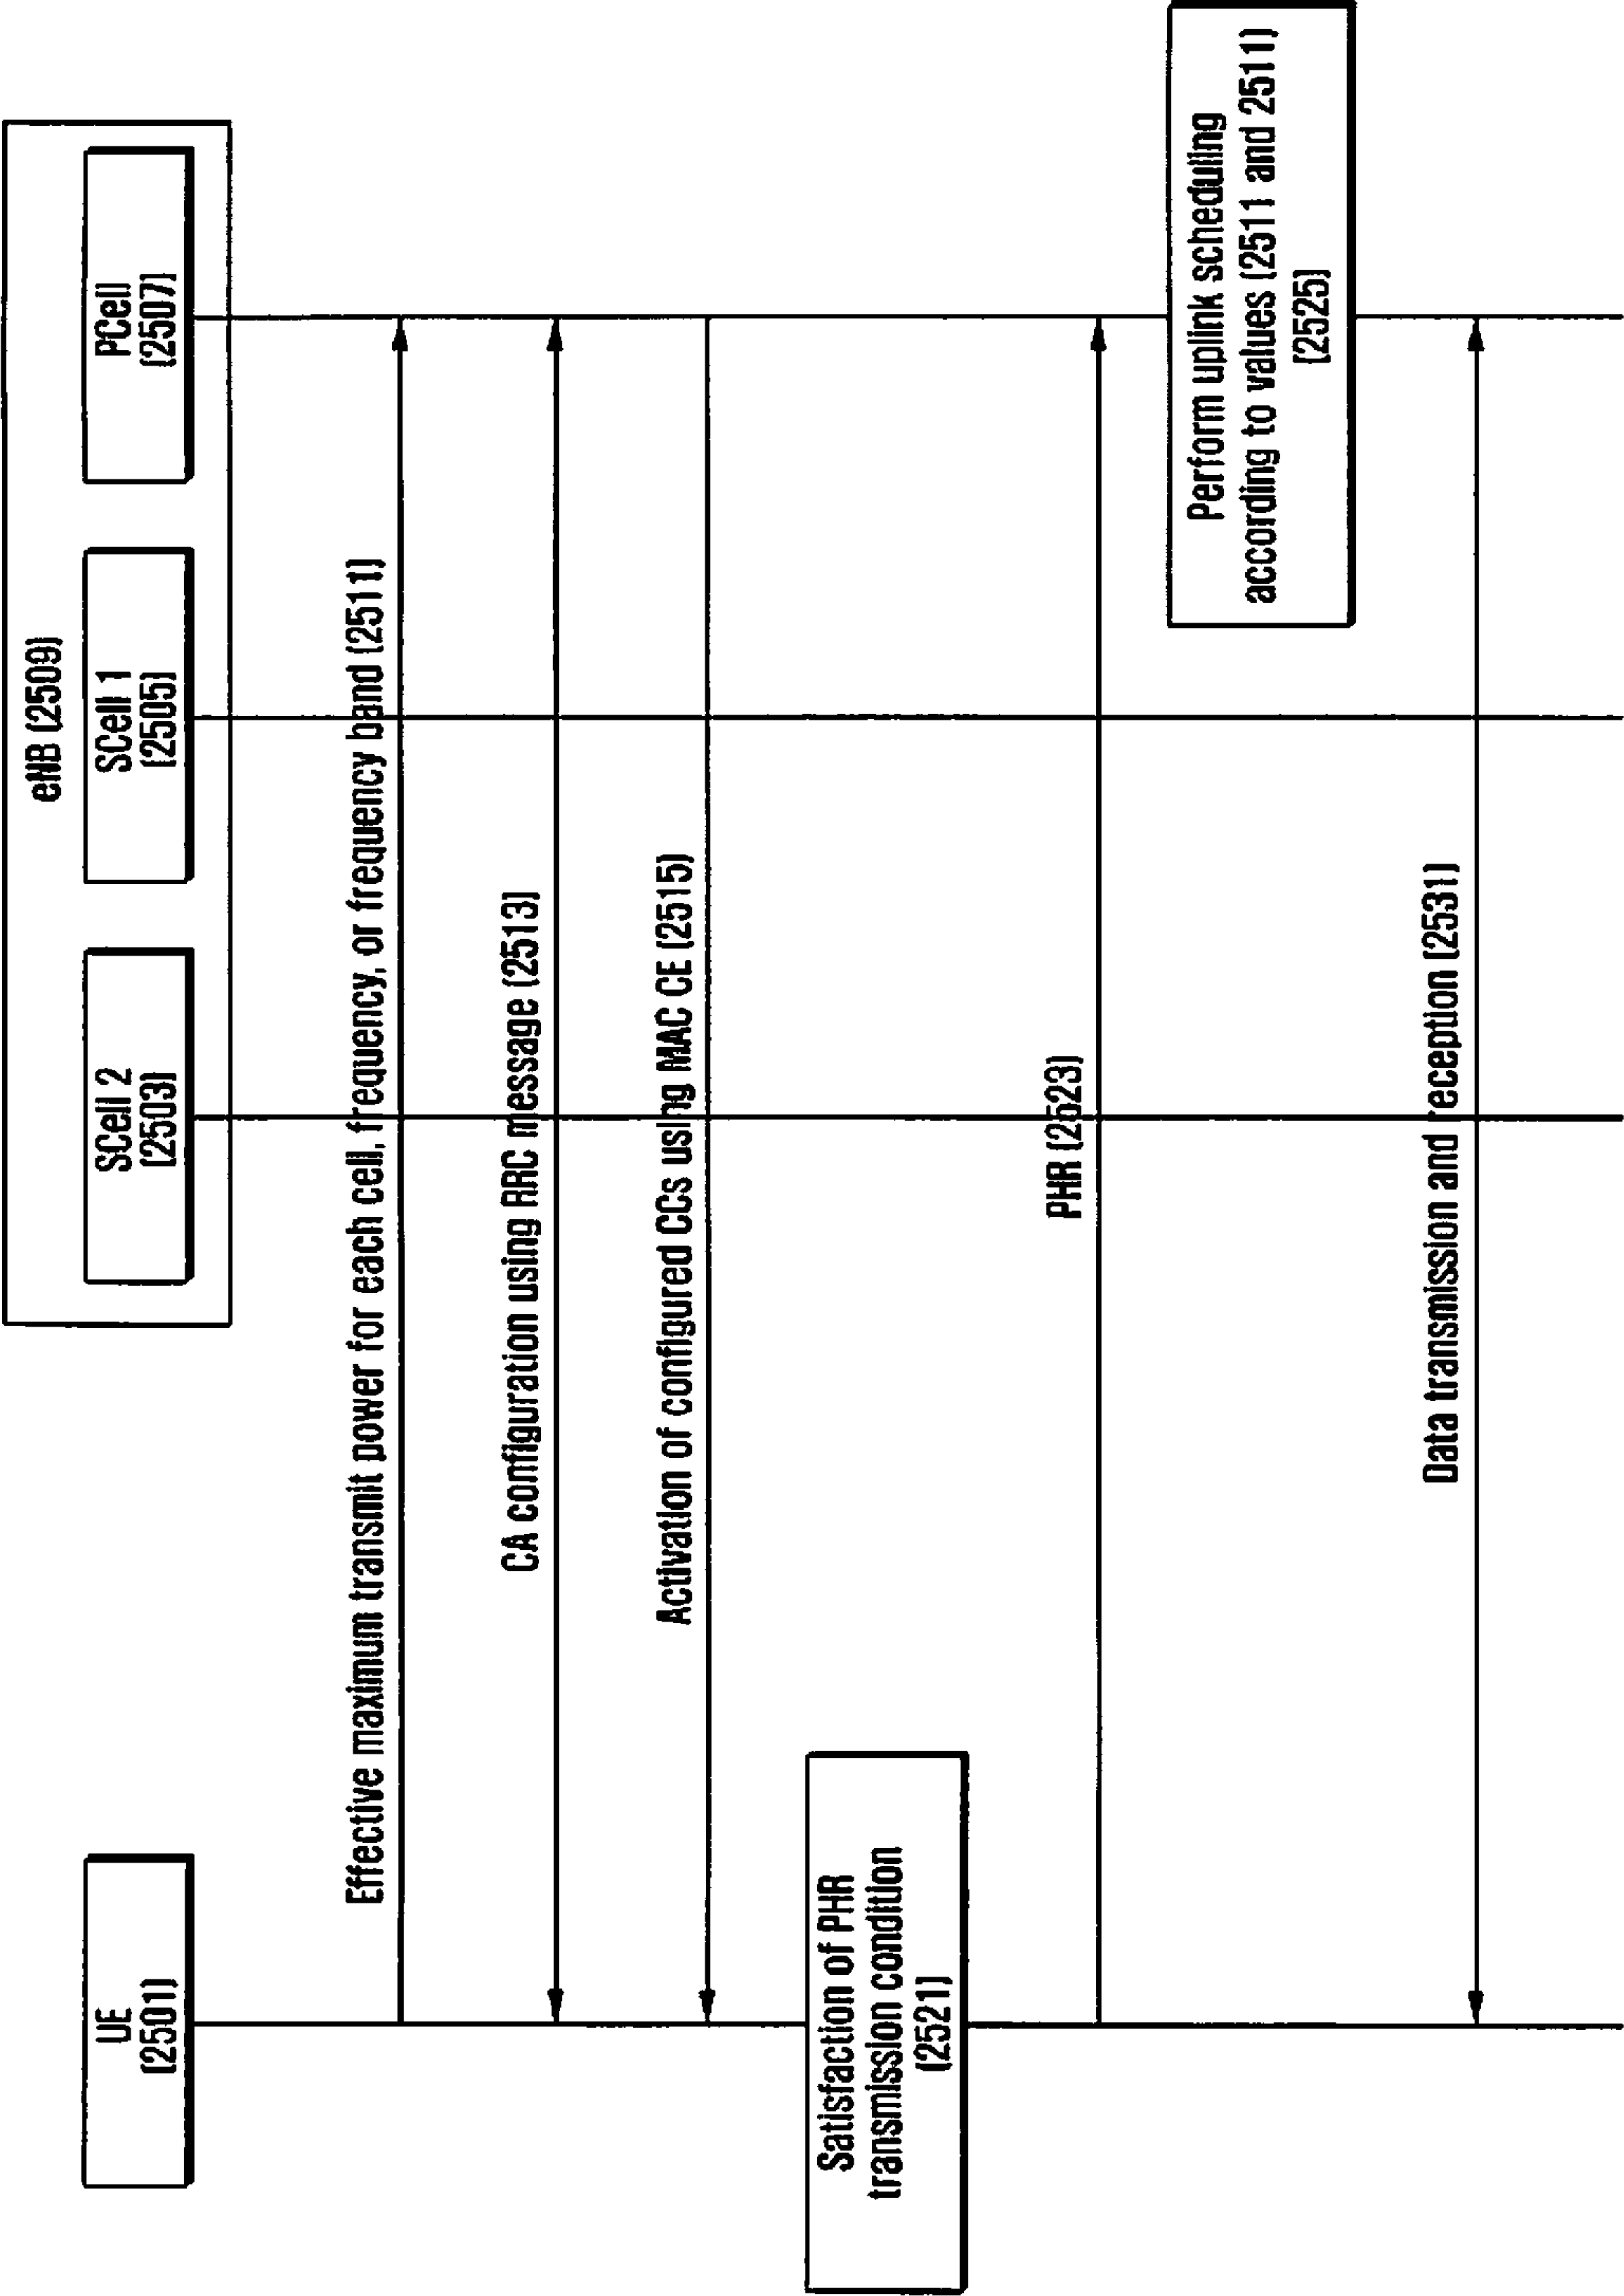 eNB (2509)
UE
(2501)
SCell 2
(2503)
SCell 1
(2505)
PCell
(2507)
Effective maximum transmit power for each cell, frequency, or frequency band (2511)
CA configuration using RRC message (2513)
Activation of configured CCs using MAC CE (2515)
Satisfaction of PHR
transmission condition
(2521)
PHR (2523)
Perform uplink scheduling
according to values (2511 and 2511)
(2525)
Data transmission and reception (2531)